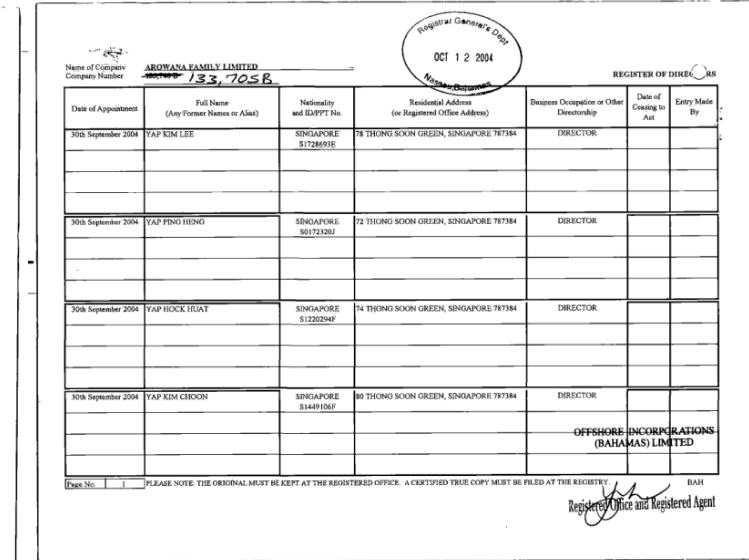 Registrar General's Dept
OCT 12 2004
Nassau, Bahamas
Name of Company AROWANA FAMILY LIMITED
Company Number 133,705B
REGISTER OF DIREC RS
Date of Appointment
Full Name
(Any Former Names or Alias)
Nationality
and ID/PPT No.
Residential Address
(or Registered Office Address)
Business Occupation or Other
Directorship
Date of
Ceasing to
Act
Entry Made
By
30th September 2004 YAP KIM LEE SINGAPORE 78 THONG SOON GREEN, SINGAPORE 787384 DIRECTOR
S1728693E
30th September 2004 YAP PING HENG SINGAPORE 72 THONG SOON GREEN, SINGAPORE 787384 DIRECTOR
S0172320J
30th September 2004 YAP HOCK HUAT SINGAPORE 74 THONG SOON GREEN, SINGAPORE 787384 DIRECTOR
S1220294F
30th September 2004 YAP KIM CHOON SINGAPORE 80 THONG SOON GREEN, SINGAPORE 787384 DIRECTOR
S1449106F
OFFSHORE INCORPORATIONS
(BAHAMAS) LIMITED
Page No. 1 PLEASE NOTE: THE ORIGINAL MUST BE KEPT AT THE REGISTERED OFFICE. A CERTIFIED TRUE COPY MUST BE FILED AT THE REGISTRY. BAH
Registered Office and Registered Agent